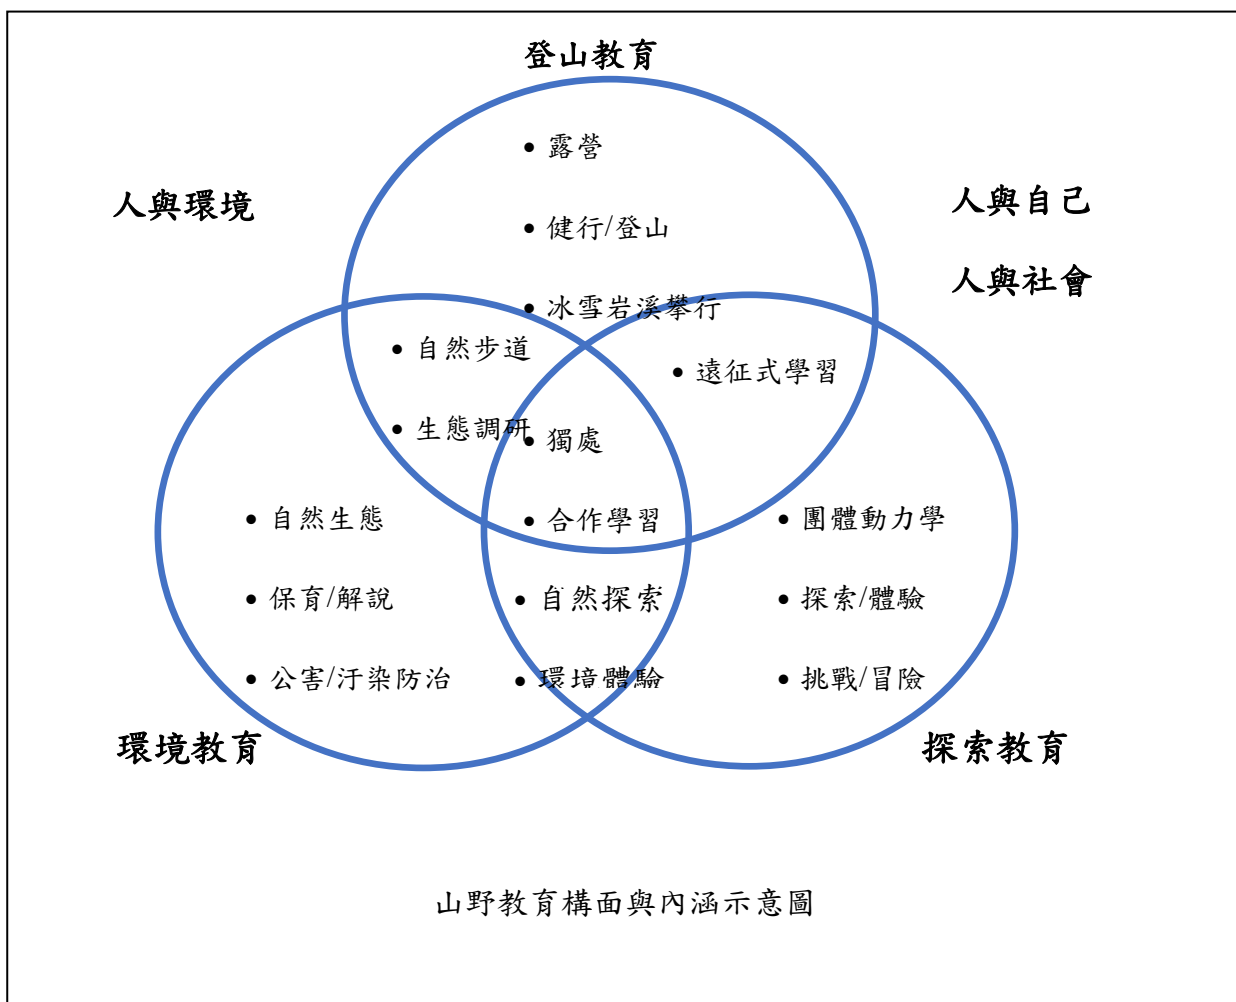 登山教育
• 露營
人與環境
人與自己
• 健行/登山
人與社會
• 冰雪岩溪攀行
• 自然步道
• 遠征式學習
• 生態調研
• 獨處
• 自然生態
• 合作學習
• 團體動力學
• 保育/解說
• 自然探索
• 探索/體驗
• 公害/汙染防治
• 環境體驗
• 挑戰/冒險
環境教育
探索教育
山野教育構面與內涵示意圖